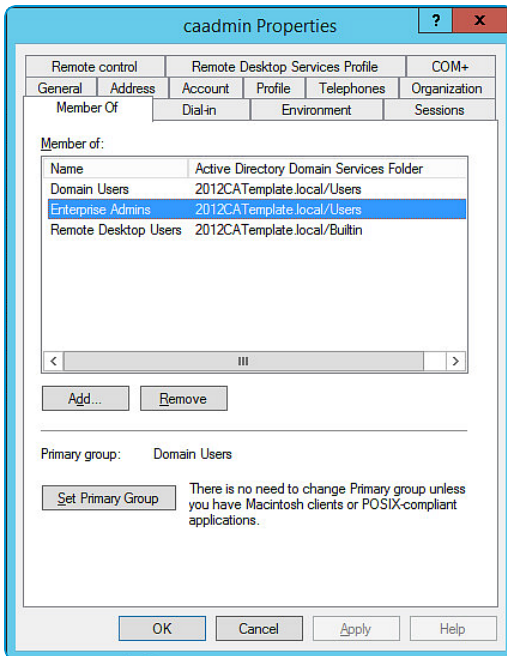 caadmin Properties
? x
Remote control Remote Desktop Services Profile COM+
General Address Account Profile Telephones Organization
Member Of Dial-in Environment Sessions
Member of:
Name Active Directory Domain Services Folder
Domain Users 2012CATemplate.local/Users
Enterprise Admins 2012CATemplate.local/Users
Remote Desktop Users 2012CATemplate.local/Builtin
Add... Remove
Primary group: Domain Users
Set Primary Group
There is no need to change Primary group unless
you have Macintosh clients or POSIX-compliant
applications.
OK Cancel Apply Help